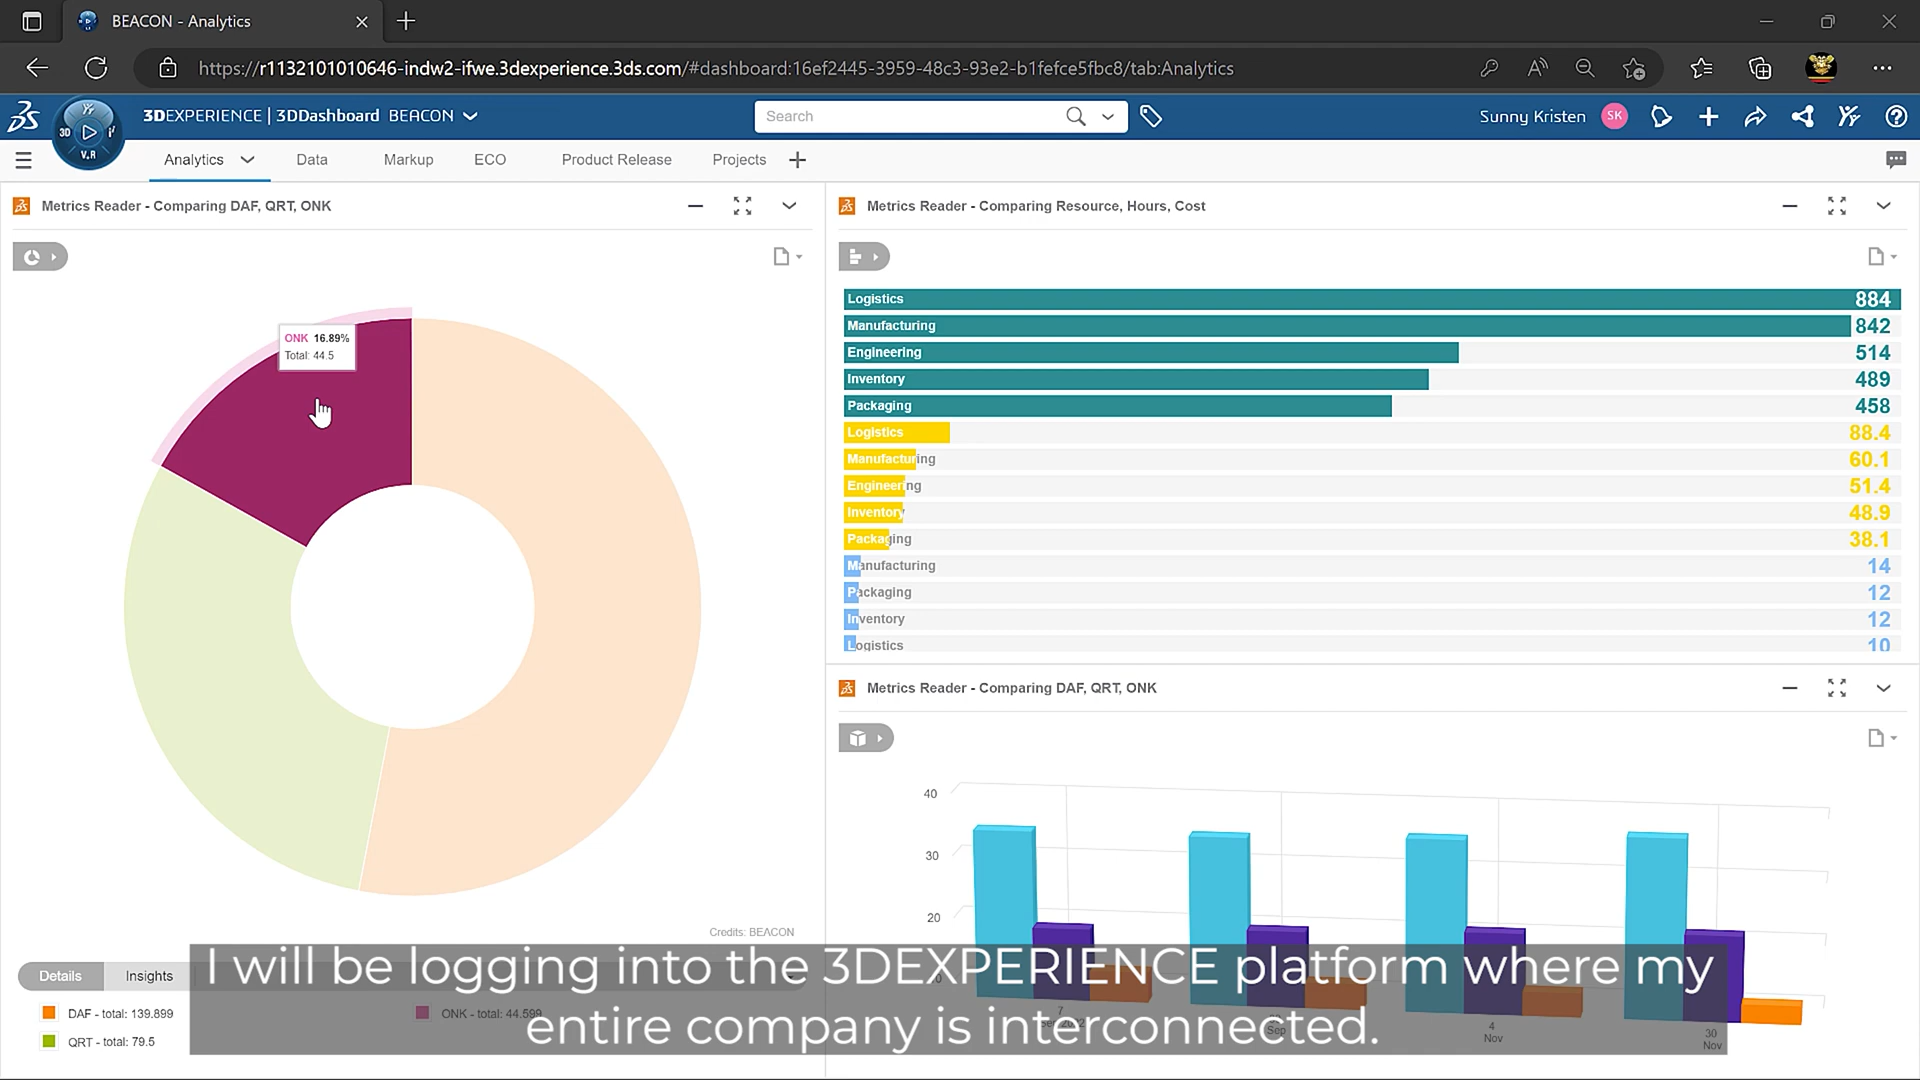 BEACON - Analytics
https://r1132101010646-indw2-ifwe.3dexperience.3ds.com/#dashboard:16ef2445-3959-48c3-93e2-b1fefce5fbc8/tab:Analytics
3D
V.R
3DEXPERIENCE | 3DDashboard BEACON
Search
Sunny Kristen SK
Analytics Data Markup ECO Product Release Projects
Metrics Reader - Comparing DAF, QRT, ONK
ONK 16.89%
Total: 44.5
Credits: BEACON
Details Insights
DAF - total: 139.899
ONK - total: 44.599
QRT - total: 79.5
Metrics Reader - Comparing Resource, Hours, Cost
Logistics 884
Manufacturing 842
Engineering 514
Inventory 489
Packaging 458
Logistics 88.4
Manufacturing 60.1
Engineering 51.4
Inventory 48.9
Packaging 38.1
Manufacturing 14
Packaging 12
Inventory 12
Logistics 10
Metrics Reader - Comparing DAF, QRT, ONK
40
30
20
7
Sep
4
Nov
30
Nov
I will be logging into the 3DEXPERIENCE platform where my
entire company is interconnected.